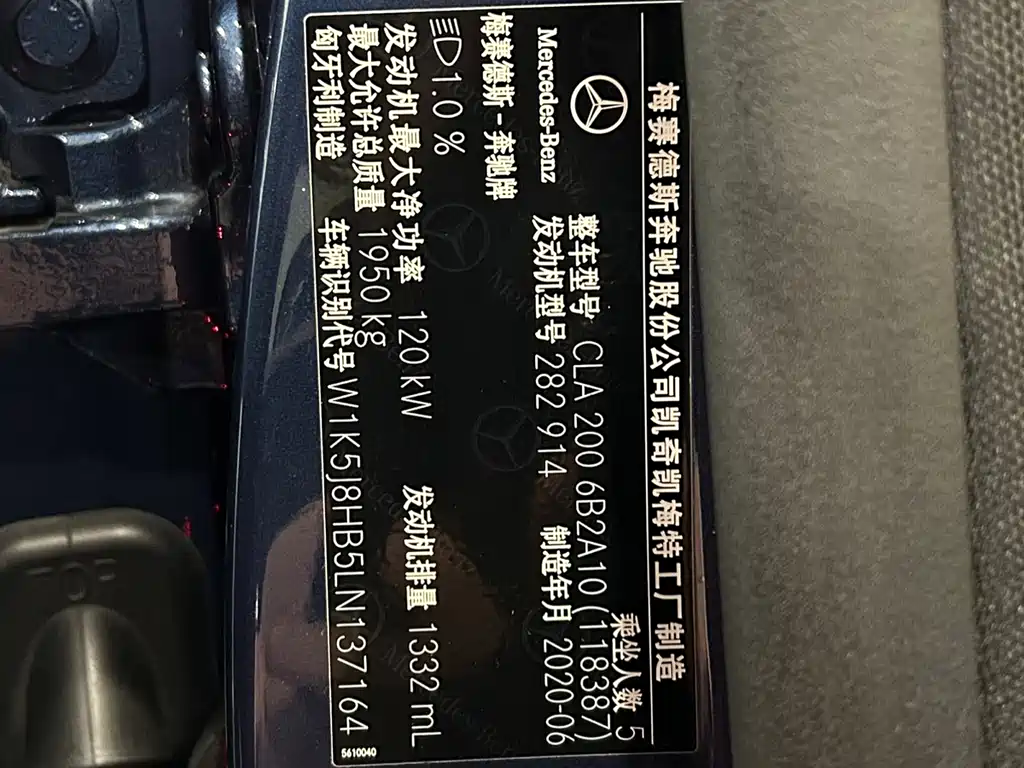 梅赛德斯奔驰股份公司凯奇凯梅特工厂制造
乘坐人数 5
Mercedes-Benz
整车型号 CLA 200 6B2A10(118387)
发动机型号 282 914 制造年月 2020-06
梅赛德斯-奔驰牌
1.0 %
发动机最大净功率 120 kW 发动机排量 1332 mL
最大允许总质量 1950 kg
匈牙利制造 车辆识别代号 W1K5J8HB5LN137164
5610040
TOP